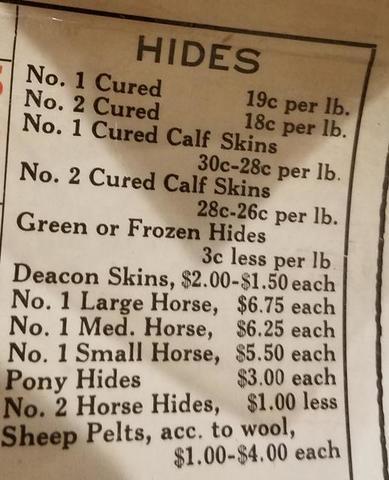 HIDES
No. 1 Cured 19c per lb.
No. 2 Cured 18c per lb.
No. 1 Cured Calf Skins
30c-28c per lb.
No. 2 Cured Calf Skins
28c-26c per lb.
Green or Frozen Hides
3c less per lb
Deacon Skins, $2.00-$1.50 each
No. 1 Large Horse, $6.75 each
No. 1 Med. Horse, $6.25 each
No. 1 Small Horse, $5.50 each
Pony Hides $3.00 each
No. 2 Horse Hides, $1.00 less
Sheep Pelts, acc. to wool,
$1.00-$4.00 each